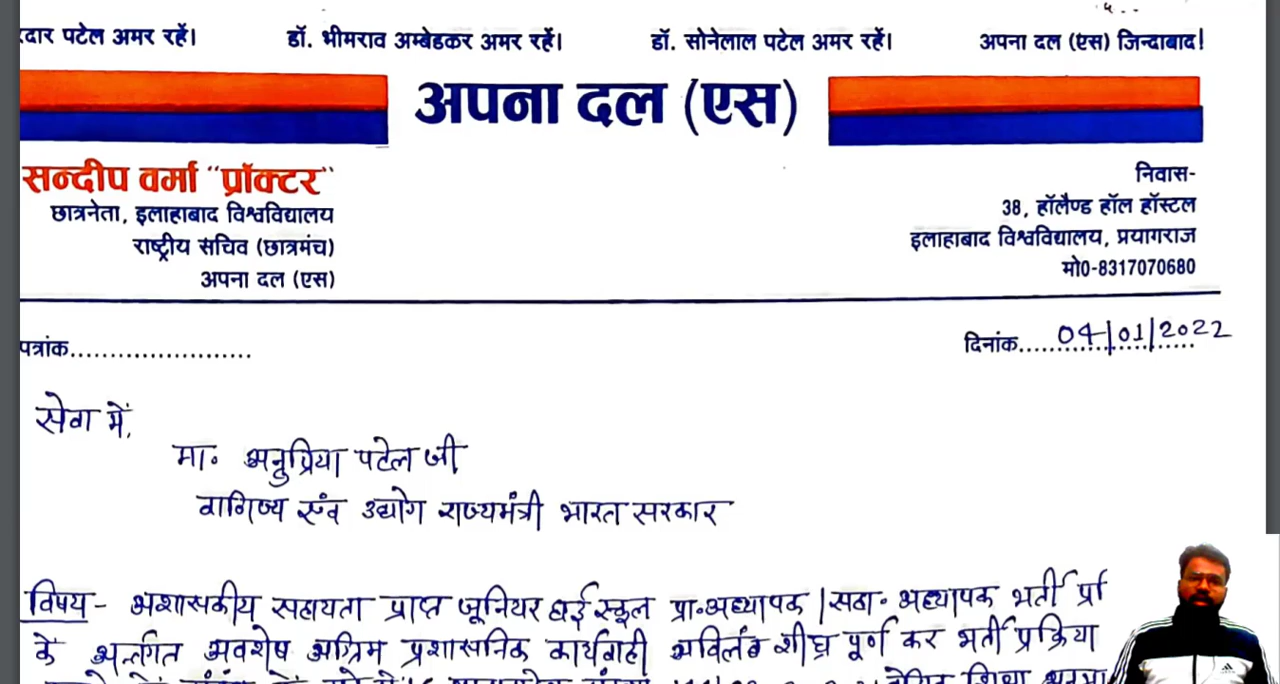 दार पटेल अमर रहें। डॉ. भीमराव अम्बेडकर अमर रहें। डॉ. सोनेलाल पटेल अमर रहें। अपना दल (एस) जिन्दाबाद!
अपना दल (एस)
सन्दीप वर्मा “प्रॉक्टर”
छात्रनेता, इलाहाबाद विश्वविद्यालय
राष्ट्रीय सचिव (छात्रमंच)
अपना दल (एस)
निवास-
38, हॉलैण्ड हॉल हॉस्टल
इलाहाबाद विश्वविद्यालय, प्रयागराज
मो0-8317070680
पत्रांक..............................
दिनांक.... 04/01/2022
सेवा में,
मा० अनुप्रिया पटेल जी
वाणिज्य एंव उद्योग राज्यमंत्री भारत सरकार
विषय- अशासकीय सहायता प्राप्त जूनियर हाई स्कूल प्रा०अध्यापक/सहा० अध्यापक भर्ती प्र
के अन्तर्गत अवशेष अग्रिम प्रशासनिक कार्यवाही अविलंब शीघ्र पूर्ण कर भर्ती प्रक्रिया